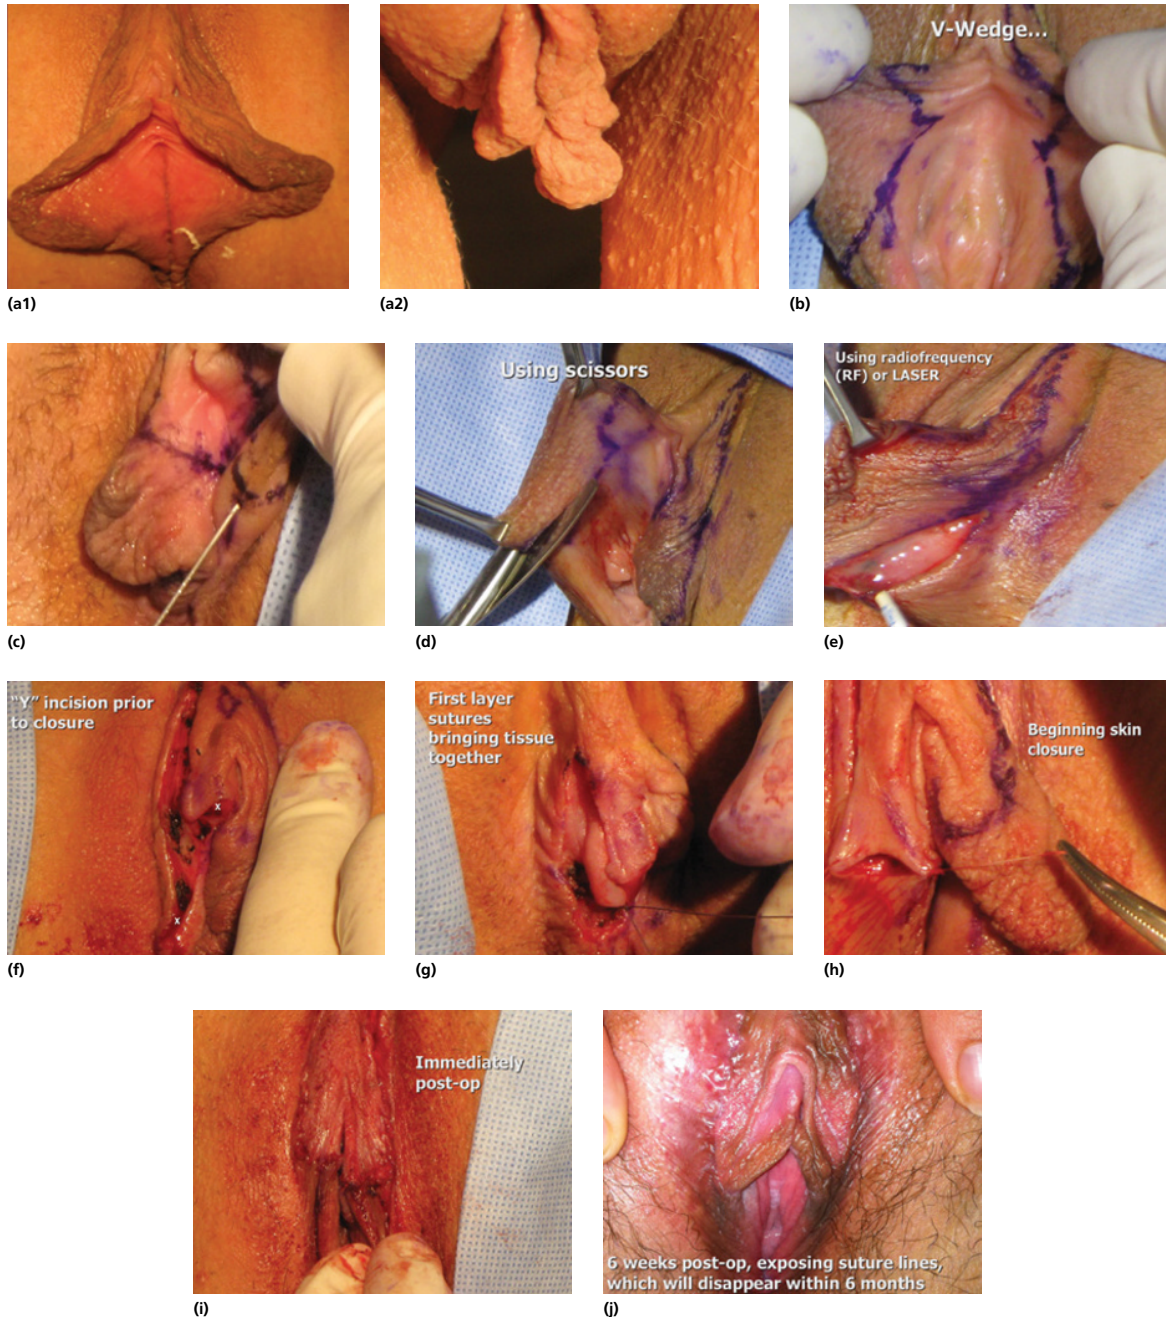 V-Wedge...
(a1)
(a2)
(b)
Using scissors
Using radiofrequency
(RF) or LASER
(c)
(d)
(e)
"Y" incision prior
to closure
x
x
First layer
sutures
bringing tissue
together
Beginning skin
closure
(f)
(g)
(h)
Immediately
post-op
6 weeks post-op, exposing suture lines,
which will disappear within 6 months
(i)
(j)